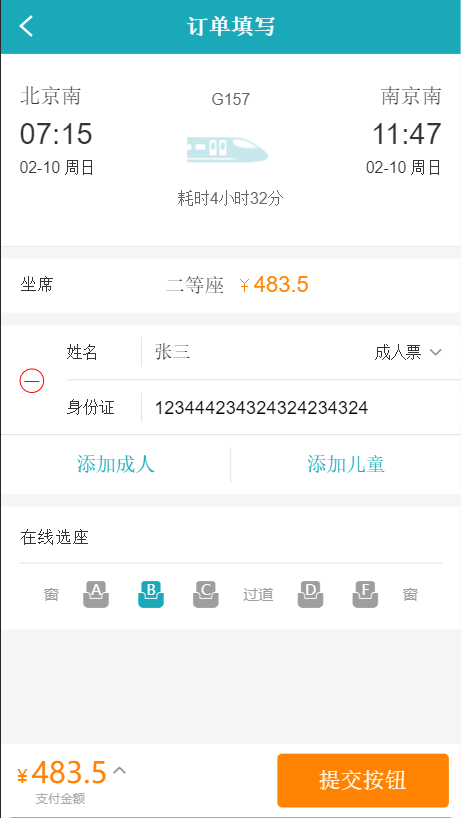 订单填写
北京南 G157 南京南
07:15 11:47
02-10 周日 02-10 周日
耗时4小时32分
坐席 二等座 ¥483.5
姓名 张三 成人票
身份证 123444234324324234324
添加成人 添加儿童
在线选座
窗 A B C 过道 D F 窗
¥483.5 提交按钮
支付金额